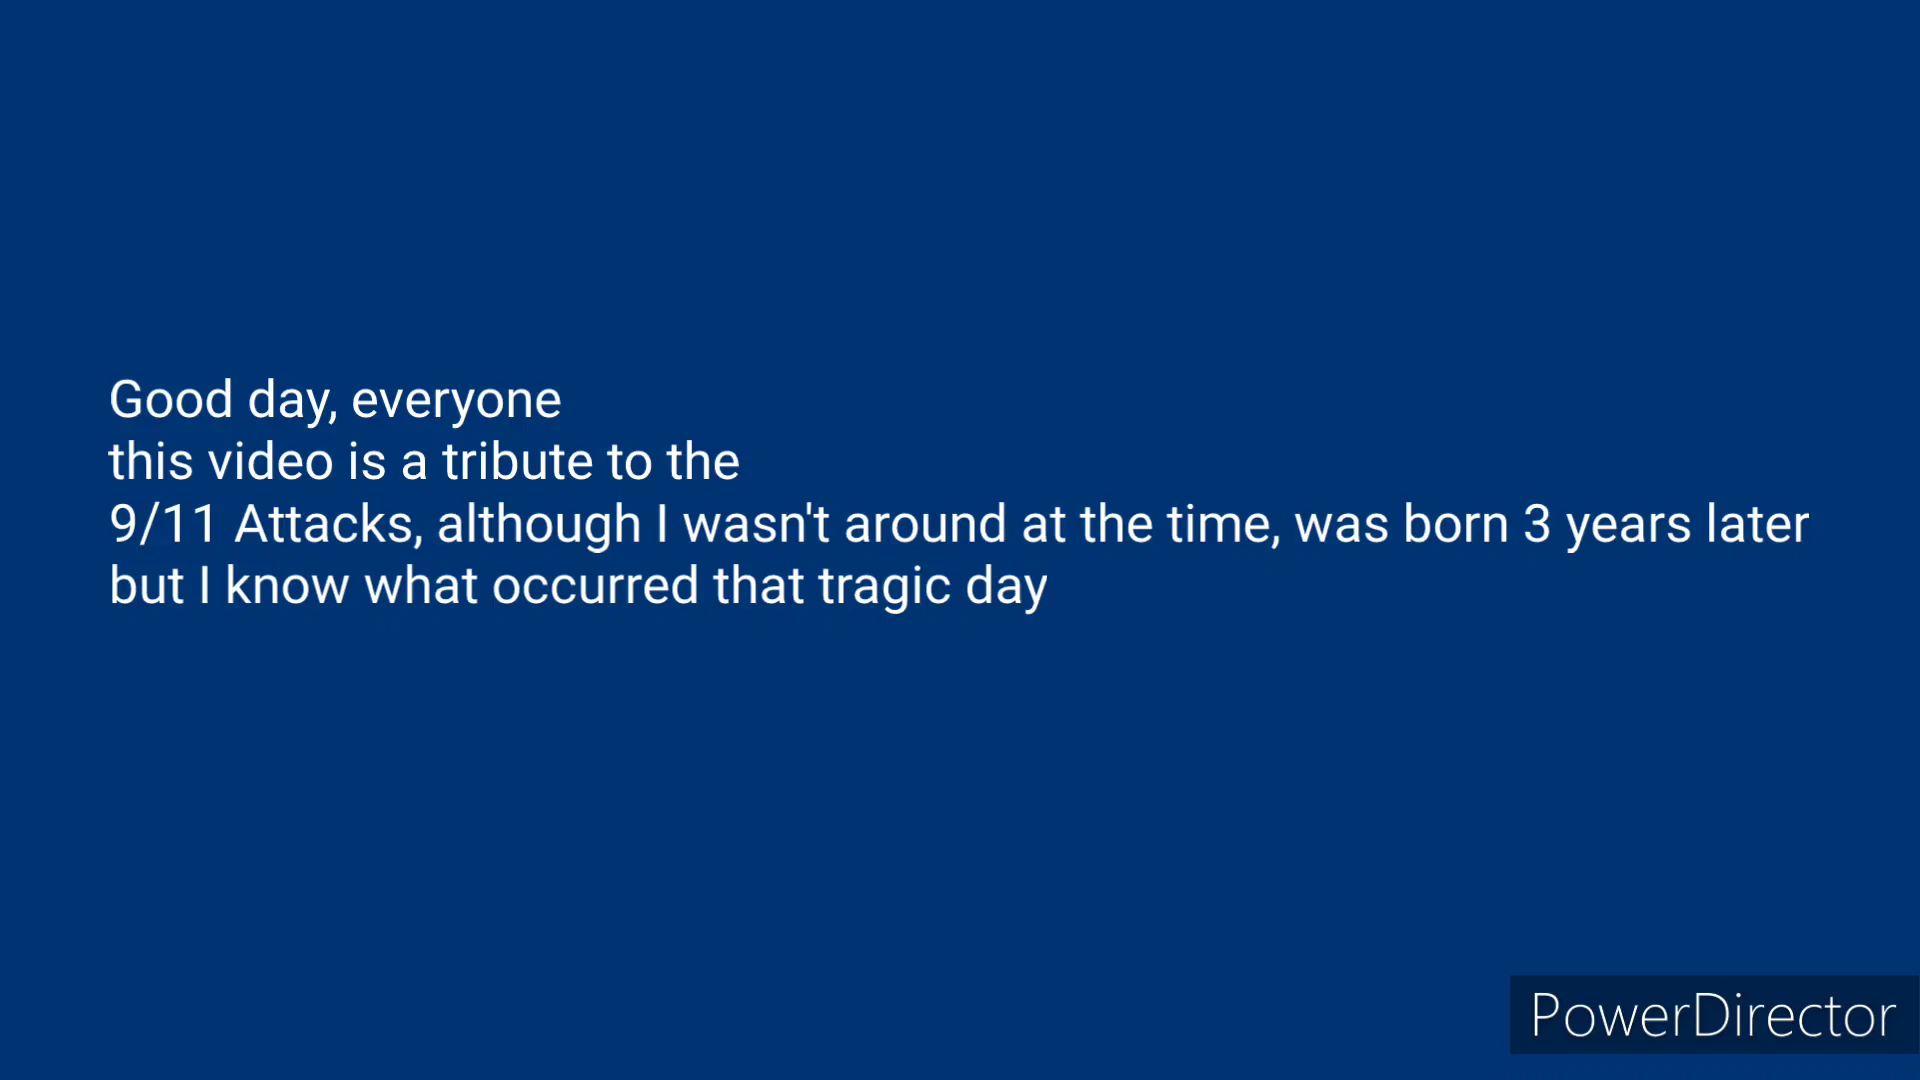 Good day, everyone
this video is a tribute to the
9/11 Attacks, although I wasn't around at the time, was born 3 years later
but I know what occurred that tragic day
PowerDirector